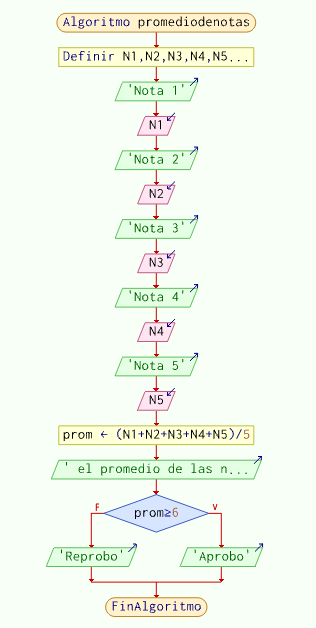 Algoritmo promediodenotas
Definir N1,N2,N3,N4,N5...
'Nota 1'
N1
'Nota 2'
N2
'Nota 3'
N3
'Nota 4'
N4
'Nota 5'
N5
prom ← (N1+N2+N3+N4+N5)/5
' el promedio de las n...
prom≥6
F
V
'Reprobo'
'Aprobo'
FinAlgoritmo